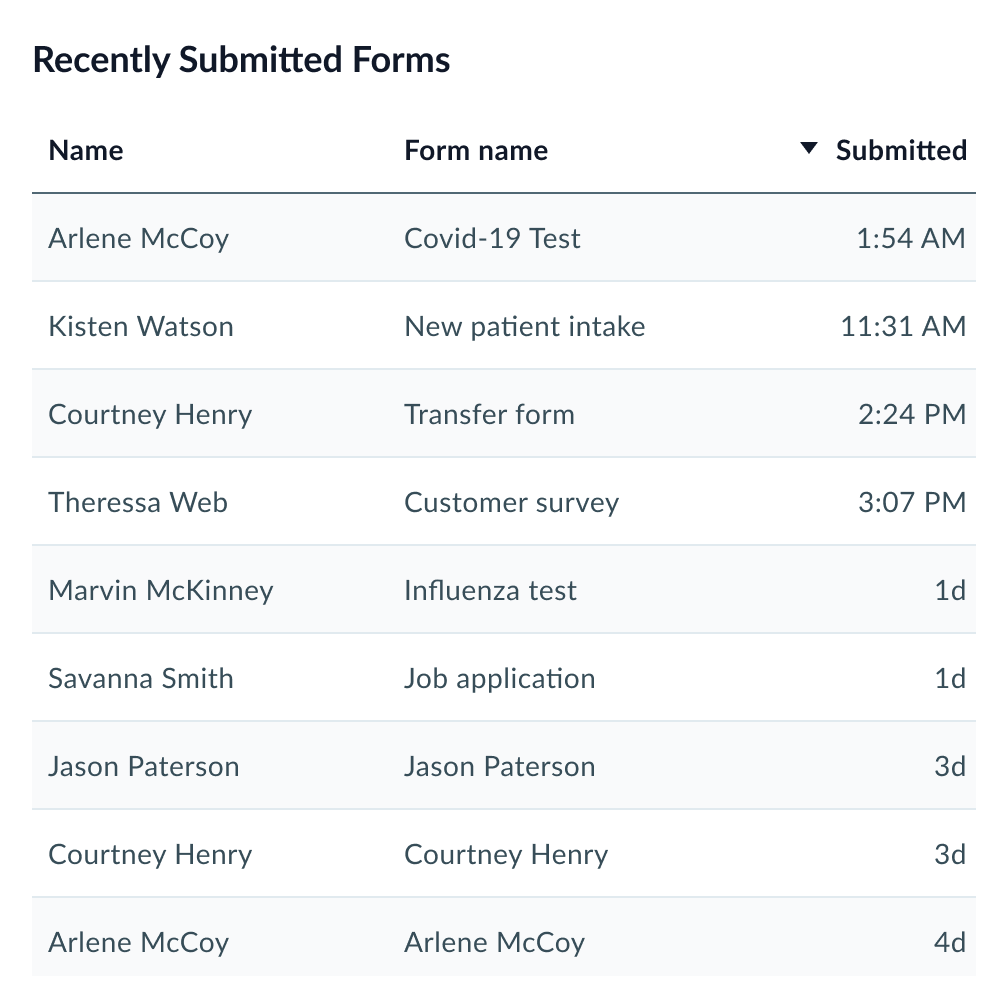 Recently Submitted Forms
Name Form name Submitted
Arlene McCoy Covid-19 Test 1:54 AM
Kisten Watson New patient intake 11:31 AM
Courtney Henry Transfer form 2:24 PM
Theressa Web Customer survey 3:07 PM
Marvin McKinney Influenza test 1d
Savanna Smith Job application 1d
Jason Paterson Jason Paterson 3d
Courtney Henry Courtney Henry 3d
Arlene McCoy Arlene McCoy 4d